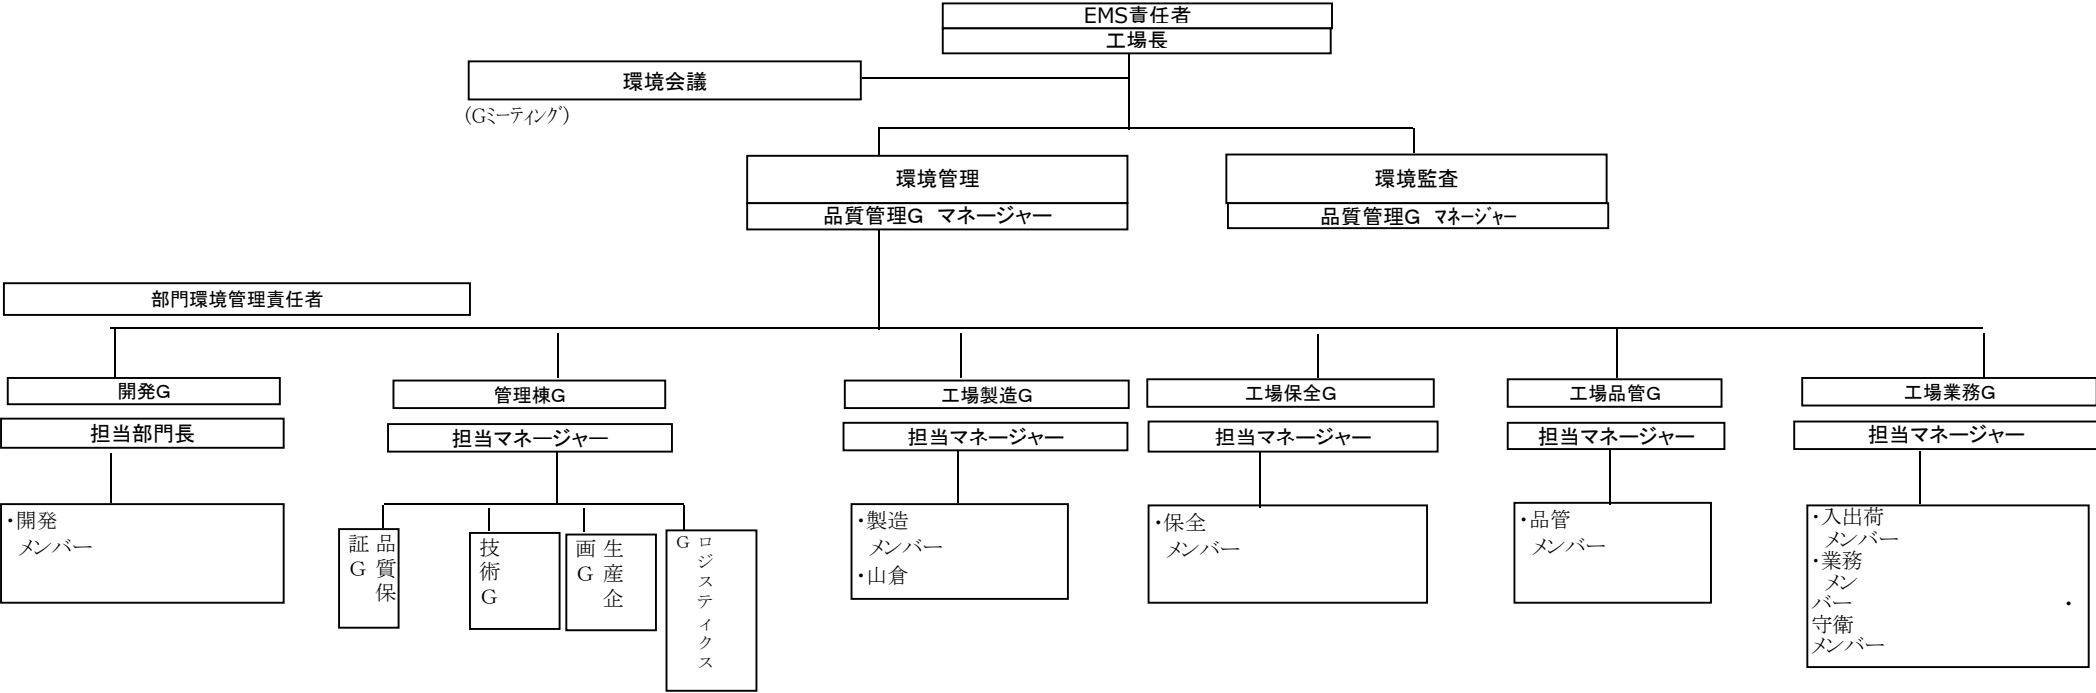 EMS責任者
工場長
環境会議
(Gミーティング)
環境管理
品質管理G マネージャー
環境監査
品質管理G マネージャー
部門環境管理責任者
開発G
担当部門長
・開発
メンバー
管理棟G
担当マネージャー
品質保
証G
技術G
生産企
画G
ロジスティクス
G
工場製造G
担当マネージャー
・製造
メンバー
・山倉
工場保全G
担当マネージャー
・保全
メンバー
工場品管G
担当マネージャー
・品管
メンバー
工場業務G
担当マネージャー
・入出荷
メンバー
・業務
メン
バー ・
守衛
メンバー